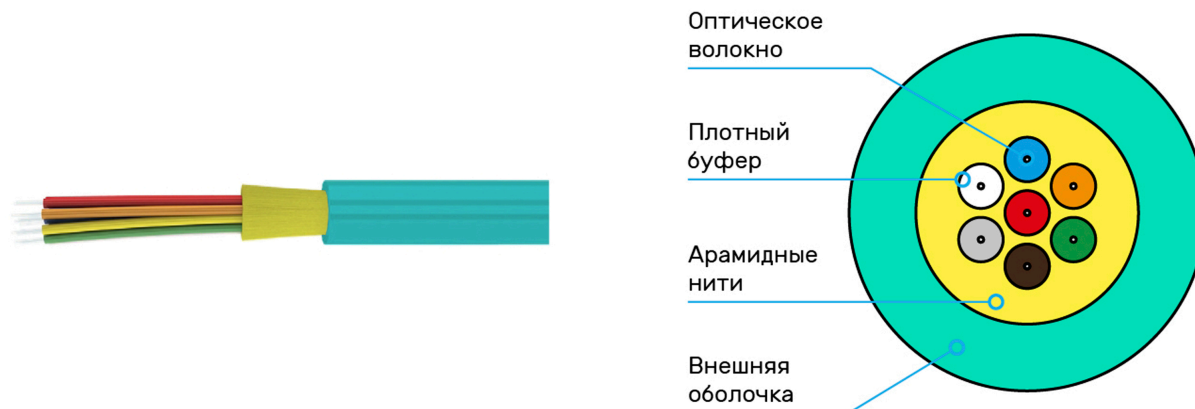 Оптическое
волокно
Плотный
буфер
Арамидные
нити
Внешняя
оболочка